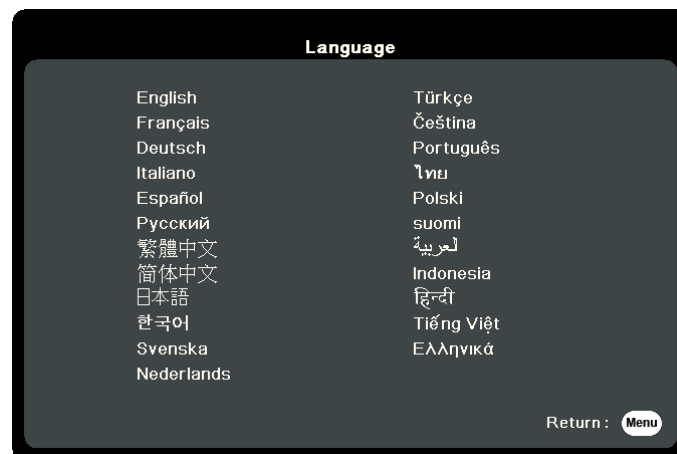 Language
English
Français
Deutsch
Italiano
Español
Русский
繁體中文
简体中文
日本語
한국어
Svenska
Nederlands
Türkçe
Čeština
Português
ไทย
Polski
suomi
لعربية
Indonesia
हिन्दी
Tiếng Việt
Ελληνικά
Return : Menu